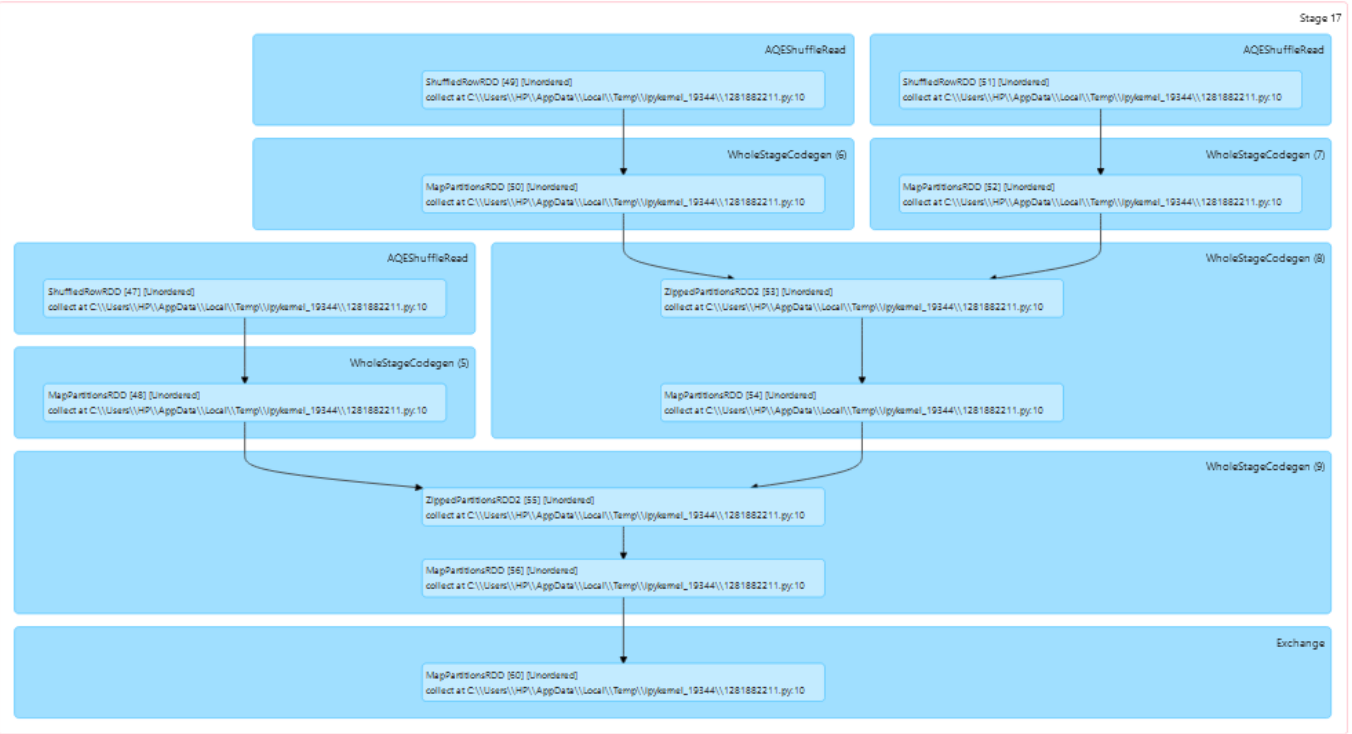 Stage 17
AQEShuffleRead
ShuffledRowRDD [49] [Unordered]
collect at C:\\Users\\HP\\AppData\\Local\\Temp\\ipykernel_19344\\1281882211.py:10
AQEShuffleRead
ShuffledRowRDD [51] [Unordered]
collect at C:\\Users\\HP\\AppData\\Local\\Temp\\ipykernel_19344\\1281882211.py:10
WholeStageCodegen (6)
MapPartitionsRDD [50] [Unordered]
collect at C:\\Users\\HP\\AppData\\Local\\Temp\\ipykernel_19344\\1281882211.py:10
WholeStageCodegen (7)
MapPartitionsRDD [52] [Unordered]
collect at C:\\Users\\HP\\AppData\\Local\\Temp\\ipykernel_19344\\1281882211.py:10
AQEShuffleRead
ShuffledRowRDD [47] [Unordered]
collect at C:\\Users\\HP\\AppData\\Local\\Temp\\ipykernel_19344\\1281882211.py:10
WholeStageCodegen (5)
MapPartitionsRDD [48] [Unordered]
collect at C:\\Users\\HP\\AppData\\Local\\Temp\\ipykernel_19344\\1281882211.py:10
WholeStageCodegen (8)
ZippedPartitionsRDD2 [53] [Unordered]
collect at C:\\Users\\HP\\AppData\\Local\\Temp\\ipykernel_19344\\1281882211.py:10
MapPartitionsRDD [54] [Unordered]
collect at C:\\Users\\HP\\AppData\\Local\\Temp\\ipykernel_19344\\1281882211.py:10
WholeStageCodegen (9)
ZippedPartitionsRDD2 [55] [Unordered]
collect at C:\\Users\\HP\\AppData\\Local\\Temp\\ipykernel_19344\\1281882211.py:10
MapPartitionsRDD [56] [Unordered]
collect at C:\\Users\\HP\\AppData\\Local\\Temp\\ipykernel_19344\\1281882211.py:10
Exchange
MapPartitionsRDD [60] [Unordered]
collect at C:\\Users\\HP\\AppData\\Local\\Temp\\ipykernel_19344\\1281882211.py:10